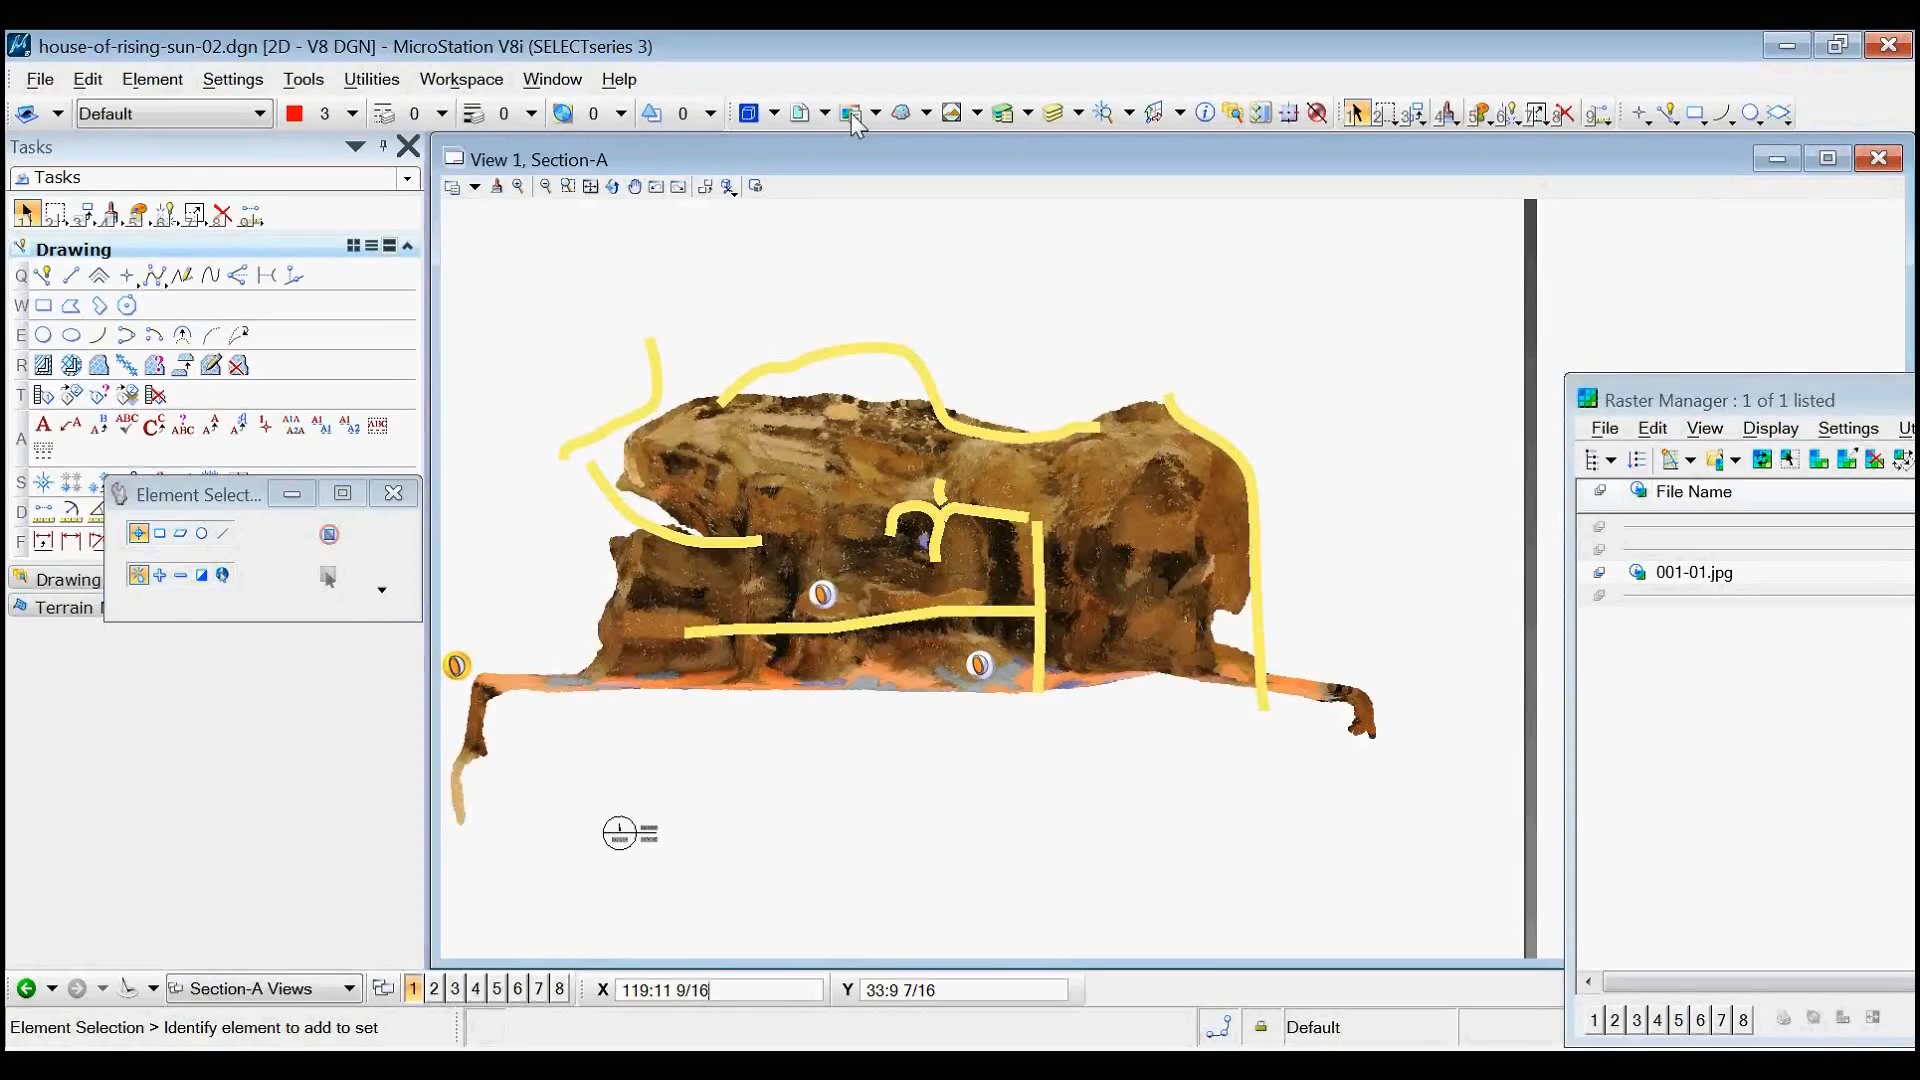 house-of-rising-sun-02.dgn [2D - V8 DGN] - MicroStation V8i (SELECTseries 3)
File Edit Element Settings Tools Utilities Workspace Window Help
Default 3 0 0 0 0
Tasks
View 1, Section-A
Tasks
Drawing
Q
W
E
R
T
A
S
D
F
Element Select...
Drawing
Terrain
Raster Manager : 1 of 1 listed
File Edit View Display Settings
File Name
001-01.jpg
1 2 3 4 5 6 7 8
Section-A Views 1 2 3 4 5 6 7 8 X 119:11 9/16 Y 33:9 7/16
Element Selection > Identify element to add to set
Default